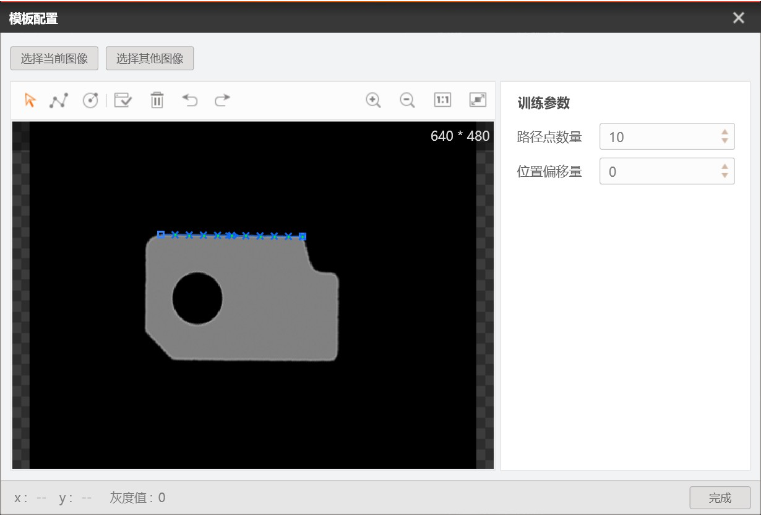 模板配置
选择当前图像 选择其他图像
1:1
640 * 480
训练参数
路径点数量 10
位置偏移量 0
x : -- y : -- 灰度值 : 0
完成